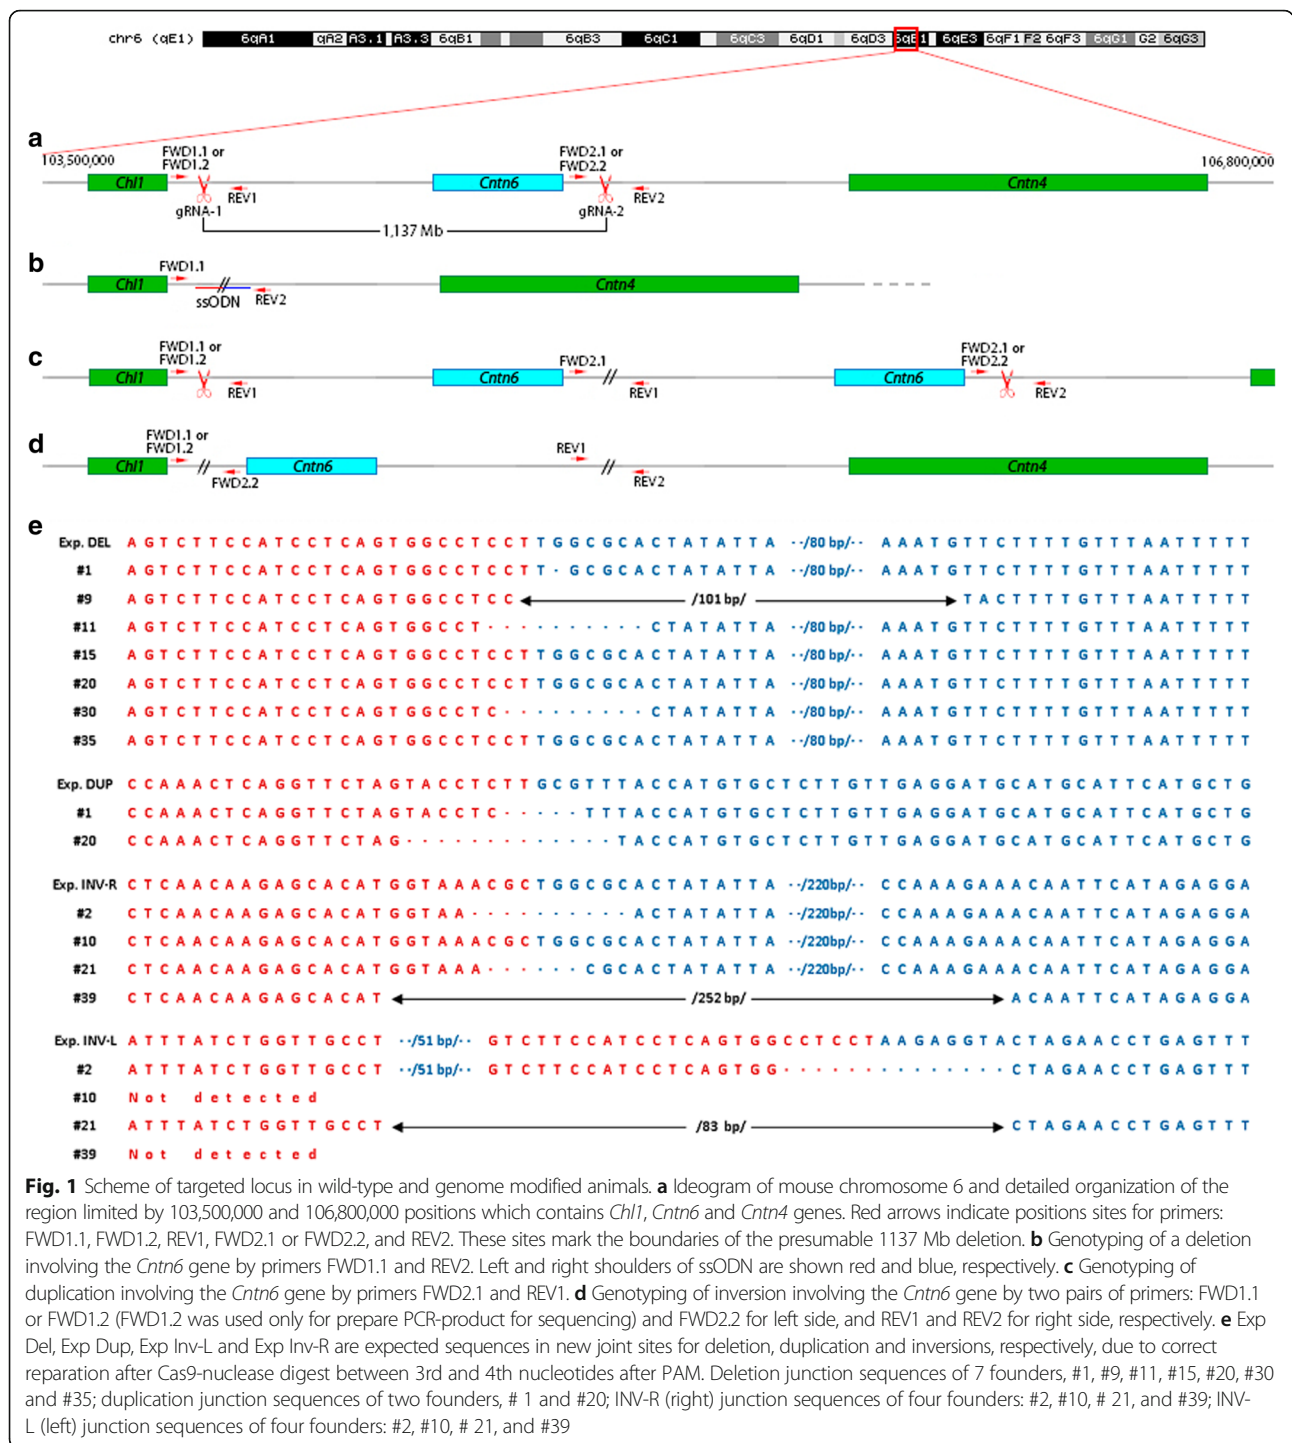 chr6 (qE1) 6qA1 qA2 A3.1 A3.3 6qB1 6qB3 6qC1 6qC3 6qD1 6qD3 6qE1 6qE3 6qF1 F2 6qF3 6qG1 G2 6qG3
a
103,500,000 FWD1.1 or FWD1.2 FWD2.1 or FWD2.2 106,800,000
Chl1 Cntn6 Cntn4
REV1 REV2
gRNA-1 gRNA-2
1,137 Mb
b
FWD1.1
Chl1 Cntn4
ssODN REV2
c
FWD1.1 or FWD1.2 FWD2.1 FWD2.1 or FWD2.2
Chl1 Cntn6 Cntn6
REV1 REV1 REV2
d
FWD1.1 or FWD1.2 REV1
Chl1 Cntn6 Cntn4
FWD2.2 REV2
e
Exp. DEL A G T C T T C C A T C C T C A G T G G C C T C C T T G G C G C A C T A T A T T A ··/80 bp/·· A A A T G T T C T T T T G T T T A A T T T T T
#1 A G T C T T C C A T C C T C A G T G G C C T C C T T · G C G C A C T A T A T T A ··/80 bp/·· A A A T G T T C T T T T G T T T A A T T T T T
#9 A G T C T T C C A T C C T C A G T G G C C T C C /101 bp/ T A C T T T T G T T T A A T T T T T
#11 A G T C T T C C A T C C T C A G T G G C C T · · · · · · · · · · C T A T A T T A ··/80 bp/·· A A A T G T T C T T T T G T T T A A T T T T T
#15 A G T C T T C C A T C C T C A G T G G C C T C C T T G G C G C A C T A T A T T A ··/80 bp/·· A A A T G T T C T T T T G T T T A A T T T T T
#20 A G T C T T C C A T C C T C A G T G G C C T C C T T G G C G C A C T A T A T T A ··/80 bp/·· A A A T G T T C T T T T G T T T A A T T T T T
#30 A G T C T T C C A T C C T C A G T G G C C T C · · · · · · · · · C T A T A T T A ··/80 bp/·· A A A T G T T C T T T T G T T T A A T T T T T
#35 A G T C T T C C A T C C T C A G T G G C C T C C T T G G C G C A C T A T A T T A ··/80 bp/·· A A A T G T T C T T T T G T T T A A T T T T T
Exp. DUP C C A A A C T C A G G T T C T A G T A C C T C T T G C G T T T A C C A T G T G C T C T T G T T G A G G A T G C A T G C A T T C A T G C T G
#1 C C A A A C T C A G G T T C T A G T A C C T C · · · · · T T T A C C A T G T G C T C T T G T T G A G G A T G C A T G C A T T C A T G C T G
#20 C C A A A C T C A G G T T C T A G · · · · · · · · · · · · · T A C C A T G T G C T C T T G T T G A G G A T G C A T G C A T T C A T G C T G
Exp. INV-R C T C A A C A A G A G C A C A T G G T A A A C G C T G G C G C A C T A T A T T A ··/220bp/·· C C A A A G A A A C A A T T C A T A G A G G A
#2 C T C A A C A A G A G C A C A T G G T A A · · · · · · · · · · A C T A T A T T A ··/220bp/·· C C A A A G A A A C A A T T C A T A G A G G A
#10 C T C A A C A A G A G C A C A T G G T A A A C G C T G G C G C A C T A T A T T A ··/220bp/·· C C A A A G A A A C A A T T C A T A G A G G A
#21 C T C A A C A A G A G C A C A T G G T A A A · · · · · · C G C A C T A T A T T A ··/220bp/·· C C A A A G A A A C A A T T C A T A G A G G A
#39 C T C A A C A A G A G C A C A T /252 bp/ A C A A T T C A T A G A G G A
Exp. INV-L A T T T A T C T G G T T G C C T ··/51 bp/·· G T C T T C C A T C C T C A G T G G C C T C C T A A G A G G T A C T A G A A C C T G A G T T T
#2 A T T T A T C T G G T T G C C T ··/51 bp/·· G T C T T C C A T C C T C A G T G G · · · · · · · · · · · · · · C T A G A A C C T G A G T T T
#10 Not detected
#21 A T T T A T C T G G T T G C C T /83 bp/ C T A G A A C C T G A G T T T
#39 Not detected
Fig. 1 Scheme of targeted locus in wild-type and genome modified animals. a Ideogram of mouse chromosome 6 and detailed organization of the
region limited by 103,500,000 and 106,800,000 positions which contains Chl1, Cntn6 and Cntn4 genes. Red arrows indicate positions sites for primers:
FWD1.1, FWD1.2, REV1, FWD2.1 or FWD2.2, and REV2. These sites mark the boundaries of the presumable 1137 Mb deletion. b Genotyping of a deletion
involving the Cntn6 gene by primers FWD1.1 and REV2. Left and right shoulders of ssODN are shown red and blue, respectively. c Genotyping of
duplication involving the Cntn6 gene by primers FWD2.1 and REV1. d Genotyping of inversion involving the Cntn6 gene by two pairs of primers: FWD1.1
or FWD1.2 (FWD1.2 was used only for prepare PCR-product for sequencing) and FWD2.2 for left side, and REV1 and REV2 for right side, respectively. e Exp
Del, Exp Dup, Exp Inv-L and Exp Inv-R are expected sequences in new joint sites for deletion, duplication and inversions, respectively, due to correct
reparation after Cas9-nuclease digest between 3rd and 4th nucleotides after PAM. Deletion junction sequences of 7 founders, #1, #9, #11, #15, #20, #30
and #35; duplication junction sequences of two founders, # 1 and #20; INV-R (right) junction sequences of four founders: #2, #10, # 21, and #39; INV-
L (left) junction sequences of four founders: #2, #10, # 21, and #39